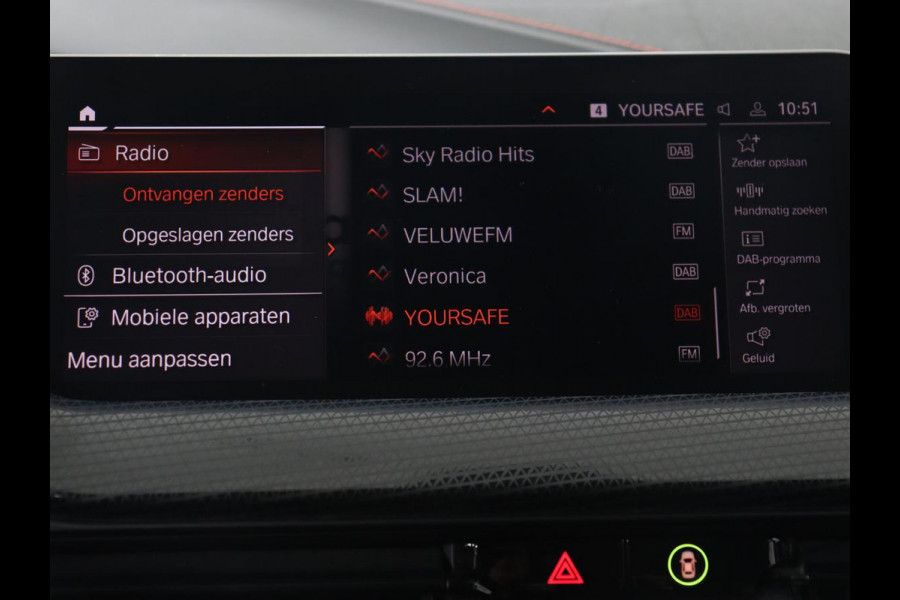 4 YOURSAFE 10:51
Radio
Ontvangen zenders
Opgeslagen zenders
Bluetooth-audio
Mobiele apparaten
Menu aanpassen
Sky Radio Hits DAB
SLAM! DAB
VELUWEFM FM
Veronica DAB
YOURSAFE DAB
92.6 MHz FM
Zender opslaan
Handmatig zoeken
DAB-programma
Afb. vergroten
Geluid